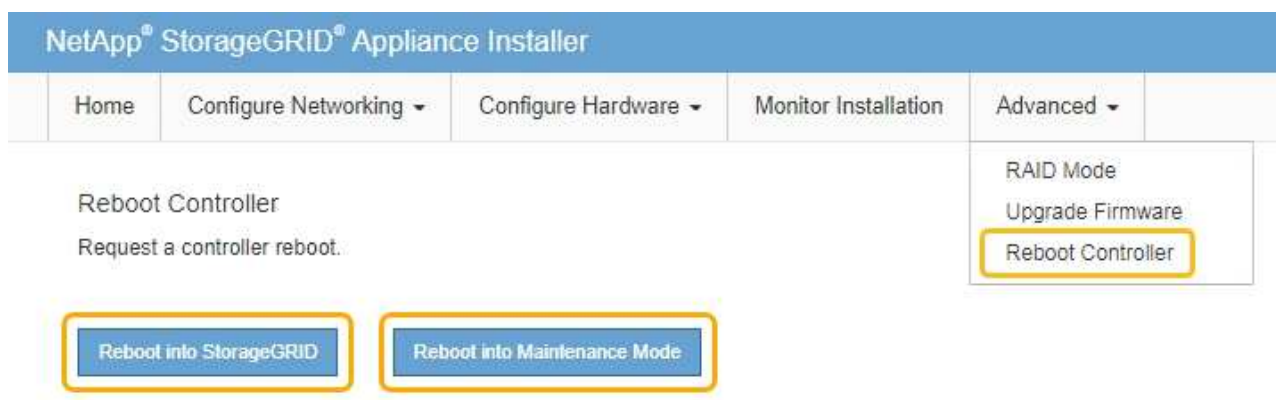 NetApp® StorageGRID® Appliance Installer
Home Configure Networking Configure Hardware Monitor Installation Advanced
RAID Mode
Upgrade Firmware
Reboot Controller
Reboot Controller
Request a controller reboot.
Reboot into StorageGRID Reboot into Maintenance Mode